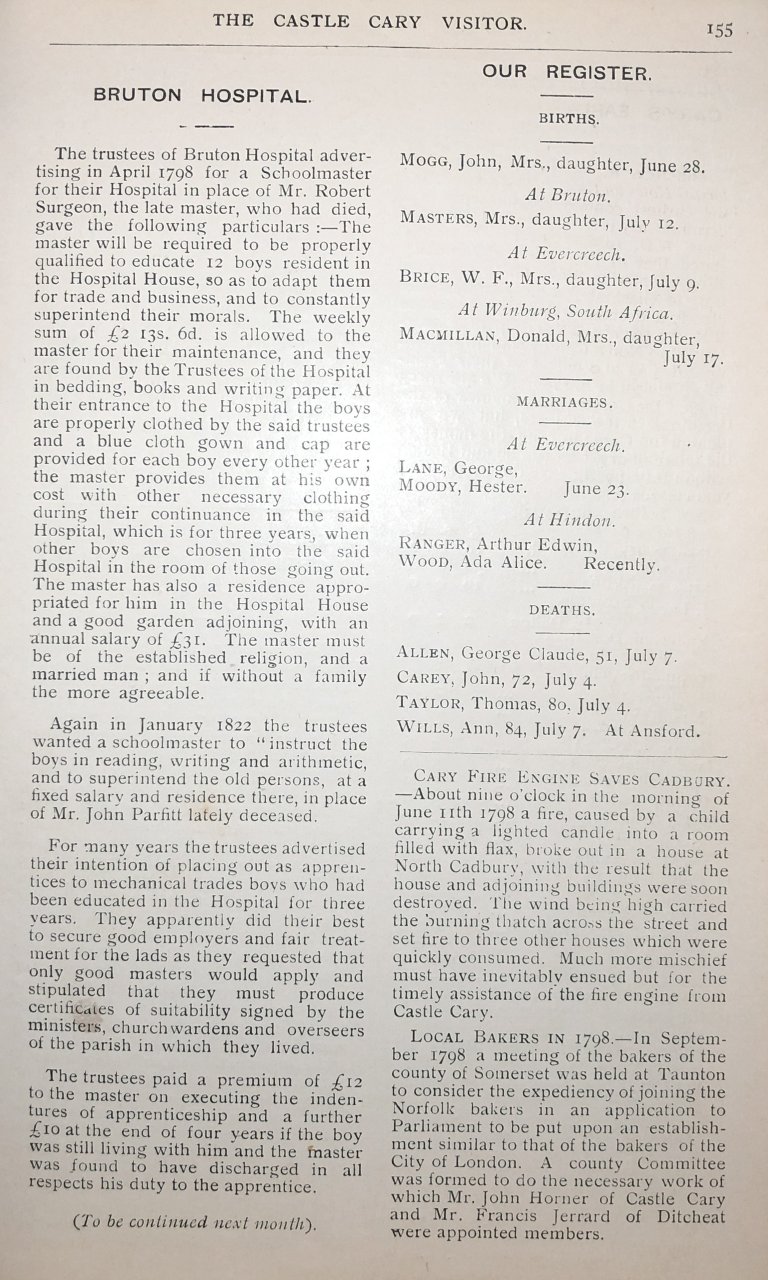 THE CASTLE CARY VISITOR.
155
BRUTON HOSPITAL.
The trustees of Bruton Hospital adver-
tising in April 1798 for a Schoolmaster
for their Hospital in place of Mr. Robert
Surgeon, the late master, who had died,
gave the following particulars :—The
master will be required to be properly
qualified to educate 12 boys resident in
the Hospital House, so as to adapt them
for trade and business, and to constantly
superintend their morals. The weekly
sum of £2 13s. 6d. is allowed to the
master for their maintenance, and they
are found by the Trustees of the Hospital
in bedding, books and writing paper. At
their entrance to the Hospital the boys
are properly clothed by the said trustees
and a blue cloth gown and cap are
provided for each boy every other year ;
the master provides them at his own
cost with other necessary clothing
during their continuance in the said
Hospital, which is for three years, when
other boys are chosen into the said
Hospital in the room of those going out.
The master has also a residence appro-
priated for him in the Hospital House
and a good garden adjoining, with an
annual salary of £31. The master must
be of the established religion, and a
married man ; and if without a family
the more agreeable.
Again in January 1822 the trustees
wanted a schoolmaster to “instruct the
boys in reading, writing and arithmetic,
and to superintend the old persons, at a
fixed salary and residence there, in place
of Mr. John Parfitt lately deceased.
For many years the trustees advertised
their intention of placing out as appren-
tices to mechanical trades boys who had
been educated in the Hospital for three
years. They apparently did their best
to secure good employers and fair treat-
ment for the lads as they requested that
only good masters would apply and
stipulated that they must produce
certificates of suitability signed by the
ministers, churchwardens and overseers
of the parish in which they lived.
The trustees paid a premium of £12
to the master on executing the inden-
tures of apprenticeship and a further
£10 at the end of four years if the boy
was still living with him and the master
was found to have discharged in all
respects his duty to the apprentice.
(To be continued next month).
OUR REGISTER.
BIRTHS.
MOGG, John, Mrs., daughter, June 28.
At Bruton.
MASTERS, Mrs., daughter, July 12.
At Evercreech.
BRICE, W. F., Mrs., daughter, July 9.
At Winburg, South Africa.
MACMILLAN, Donald, Mrs., daughter,
July 17.
MARRIAGES.
At Evercreech.
LANE, George,
MOODY, Hester. June 23.
At Hindon.
RANGER, Arthur Edwin,
WOOD, Ada Alice. Recently.
DEATHS.
ALLEN, George Claude, 51, July 7.
CAREY, John, 72, July 4.
TAYLOR, Thomas, 80, July 4.
WILLS, Ann, 84, July 7. At Ansford.
CARY FIRE ENGINE SAVES CADBURY.
—About nine o'clock in the morning of
June 11th 1798 a fire, caused by a child
carrying a lighted candle into a room
filled with flax, broke out in a house at
North Cadbury, with the result that the
house and adjoining buildings were soon
destroyed. The wind being high carried
the burning thatch across the street and
set fire to three other houses which were
quickly consumed. Much more mischief
must have inevitably ensued but for the
timely assistance of the fire engine from
Castle Cary.
LOCAL BAKERS IN 1798.—In Septem-
ber 1798 a meeting of the bakers of the
county of Somerset was held at Taunton
to consider the expediency of joining the
Norfolk bakers in an application to
Parliament to be put upon an establish-
ment similar to that of the bakers of the
City of London. A county Committee
was formed to do the necessary work of
which Mr. John Horner of Castle Cary
and Mr. Francis Jerrard of Ditcheat
were appointed members.